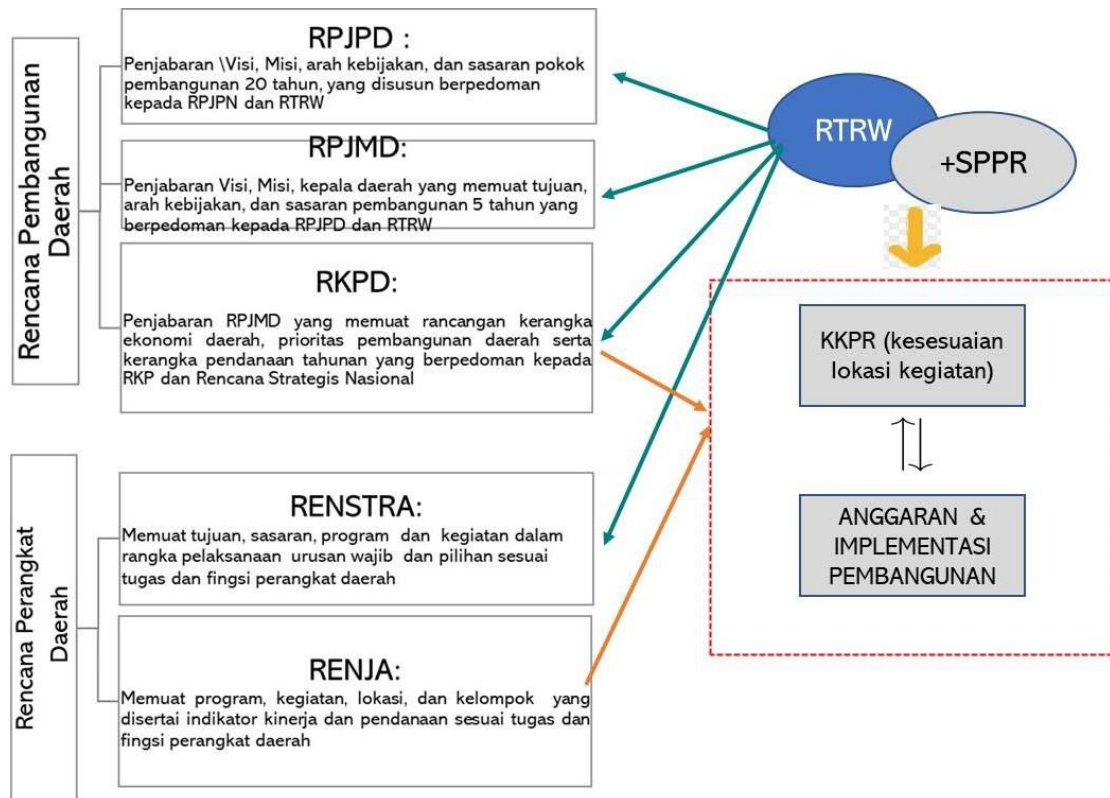 Rencana Pembangunan
Daerah
RPJPD :
Penjabaran \Visi, Misi, arah kebijakan, dan sasaran pokok
pembangunan 20 tahun, yang disusun berpedoman
kepada RPJPN dan RTRW
RPJMD:
Penjabaran Visi, Misi, kepala daerah yang memuat tujuan,
arah kebijakan, dan sasaran pembangunan 5 tahun yang
berpedoman kepada RPJPD dan RTRW
RKPD:
Penjabaran RPJMD yang memuat rancangan kerangka
ekonomi daerah, prioritas pembangunan daerah serta
kerangka pendanaan tahunan yang berpedoman kepada
RKP dan Rencana Strategis Nasional
Rencana Perangkat
Daerah
RENSTRA:
Memuat tujuan, sasaran, program dan kegiatan dalam
rangka pelaksanaan urusan wajib dan pilihan sesuai
tugas dan fingsi perangkat daerah
RENJA:
Memuat program, kegiatan, lokasi, dan kelompok yang
disertai indikator kinerja dan pendanaan sesuai tugas dan
fingsi perangkat daerah
RTRW
+SPPR
KKPR (kesesuaian
lokasi kegiatan)
ANGGARAN &
IMPLEMENTASI
PEMBANGUNAN